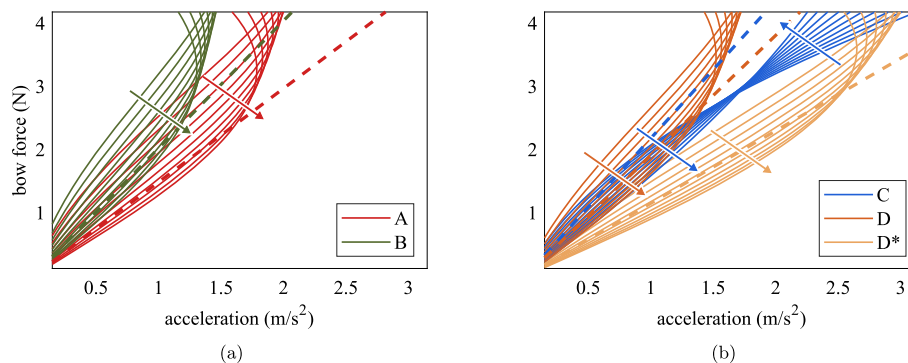 4
3
2
1
bow force (N)
A
B
0.5 1 1.5 2 2.5 3
acceleration (m/s²)
(a)
4
3
2
1
C
D
D*
0.5 1 1.5 2 2.5 3
acceleration (m/s²)
(b)